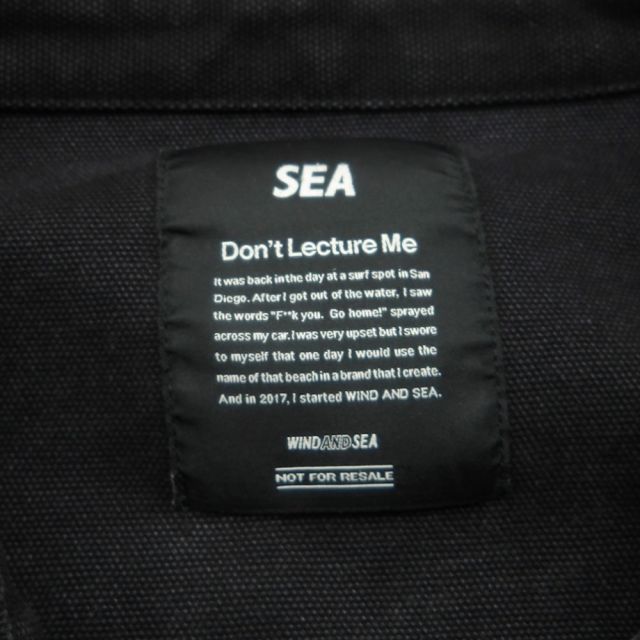 SEA
Don't Lecture Me
It was back in the day at a surf spot in San
Diego. After I got out of the water, I saw
the words "F**k you. Go home!" sprayed
across my car. I was very upset but I swore
to myself that one day I would use the
name of that beach in a brand that I create.
And in 2017, I started WIND AND SEA.
WINDANDSEA
NOT FOR RESALE